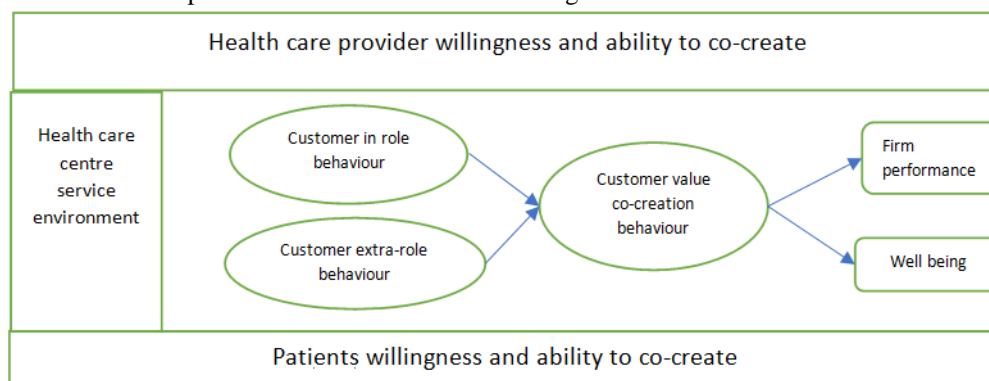 Health care provider willingness and ability to co-create
Health care
centre
service
environment
Customer in role
behaviour
Customer extra-role
behaviour
Customer value
co-creation
behaviour
Firm
performance
Well being
Patients willingness and ability to co-create